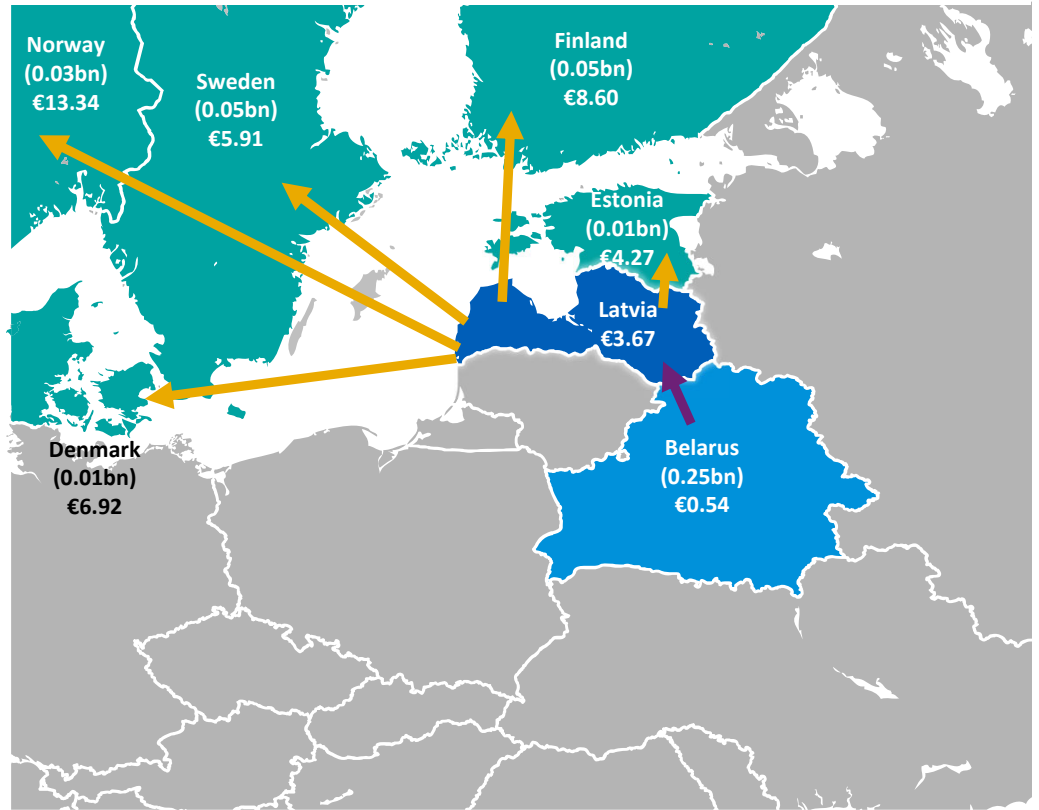 Norway
(0.03bn)
€13.34
Sweden
(0.05bn)
€5.91
Finland
(0.05bn)
€8.60
Estonia
(0.01bn)
€4.27
Latvia
€3.67
Denmark
(0.01bn)
€6.92
Belarus
(0.25bn)
€0.54